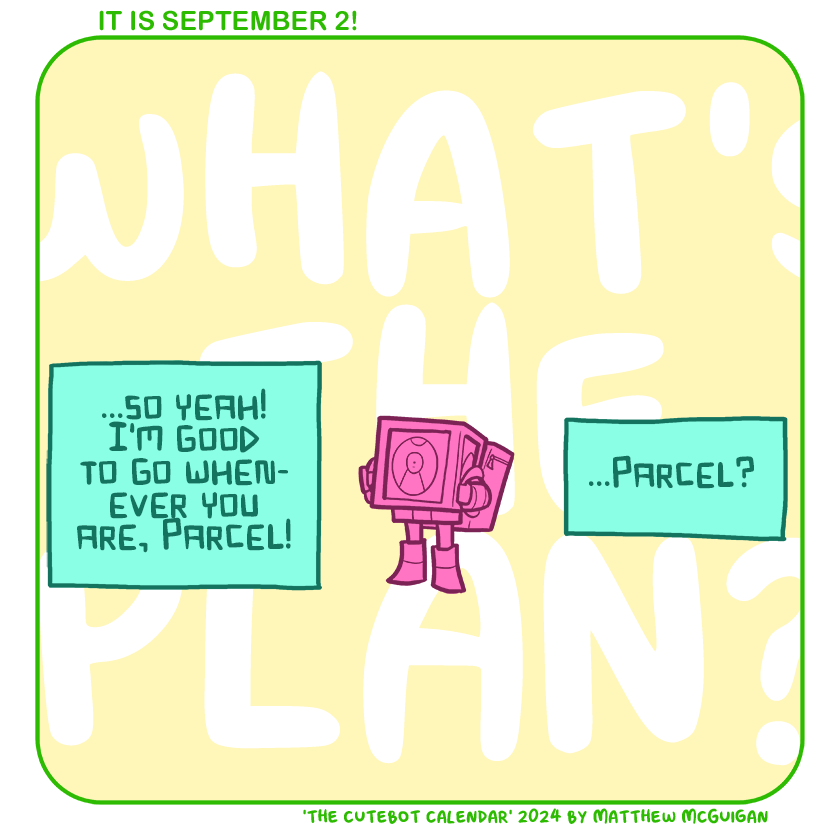 IT IS SEPTEMBER 2!
WHAT'S
THE
PLAN?
...SO YEAH!
I'M GOOD
TO GO WHEN-
EVER YOU
ARE, PARCEL!
...PARCEL?
'THE CUTEBOT CALENDAR' 2024 BY MATTHEW MCGUIGAN